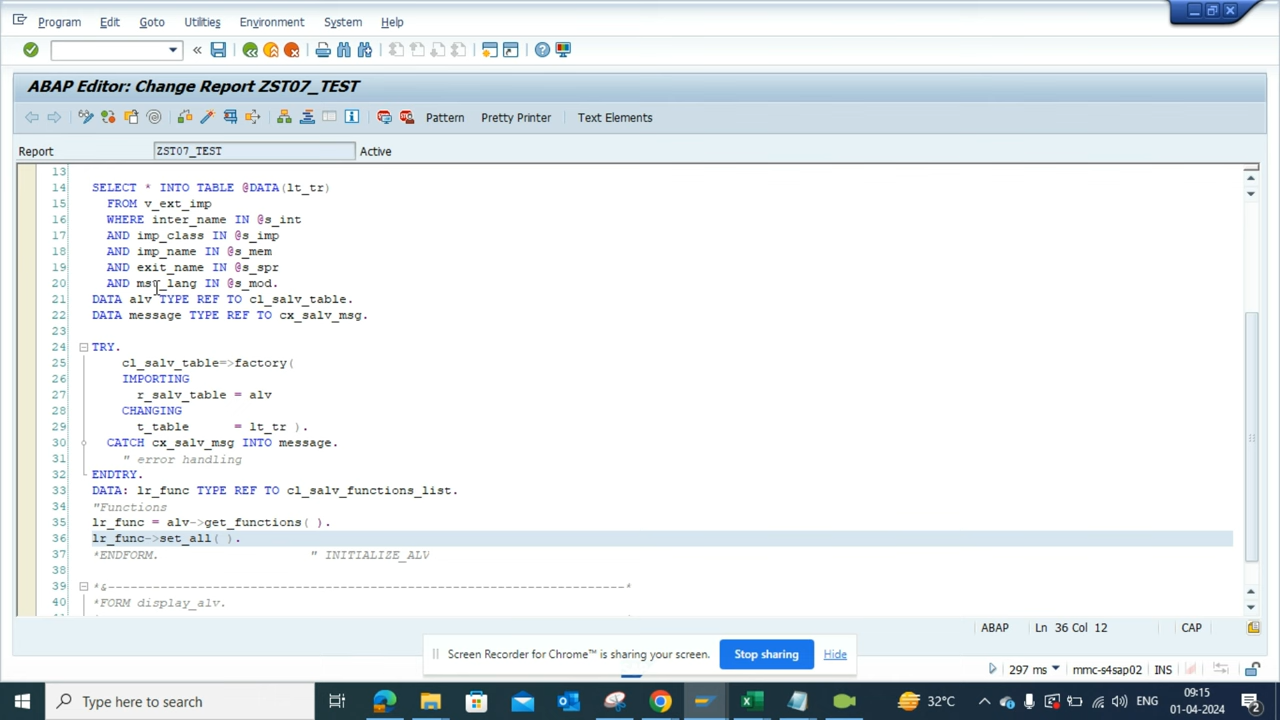 Program Edit Goto Utilities Environment System Help
ABAP Editor: Change Report ZST07_TEST
Pattern Pretty Printer Text Elements
Report ZST07_TEST Active
13
14 SELECT * INTO TABLE @DATA(lt_tr)
15 FROM v_ext_imp
16 WHERE inter_name IN @s_int
17 AND imp_class IN @s_imp
18 AND imp_name IN @s_mem
19 AND exit_name IN @s_spr
20 AND mst_lang IN @s_mod.
21 DATA alv TYPE REF TO cl_salv_table.
22 DATA message TYPE REF TO cx_salv_msg.
23
24 TRY.
25 cl_salv_table=>factory(
26 IMPORTING
27 r_salv_table = alv
28 CHANGING
29 t_table = lt_tr ).
30 CATCH cx_salv_msg INTO message.
31 " error handling
32 ENDTRY.
33 DATA: lr_func TYPE REF TO cl_salv_functions_list.
34 "Functions
35 lr_func = alv->get_functions( ).
36 lr_func->set_all( ).
37 *ENDFORM. " INITIALIZE_ALV
38
39 *&---------------------------------------------------------------------*
40 *FORM display_alv.
ABAP Ln 36 Col 12 CAP
Screen Recorder for Chrome™ is sharing your screen. Stop sharing Hide
297 ms mmc-s4sap02 INS
Type here to search 32°C ENG 09:15
01-04-2024 2